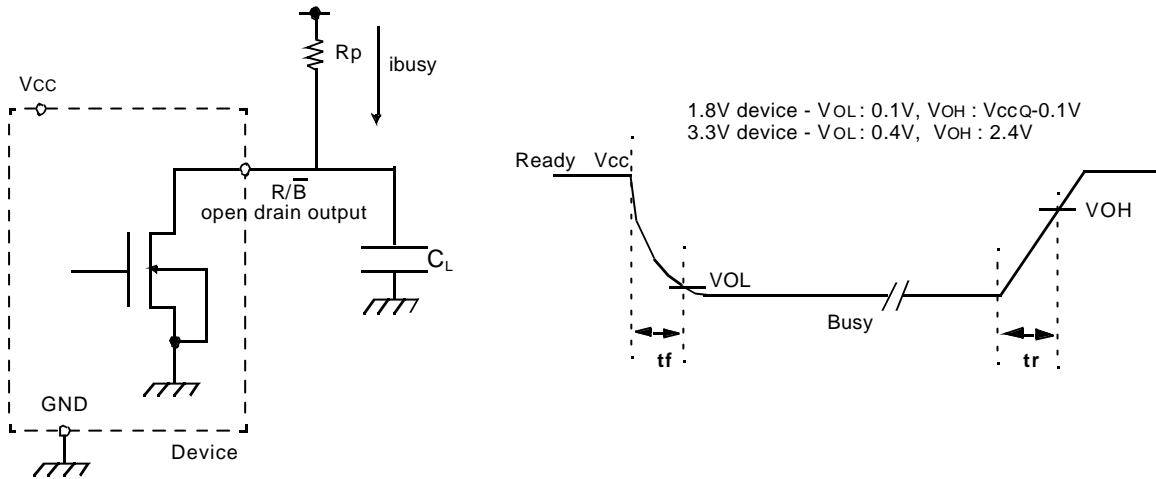 Rp
ibusy
VCC
1.8V device - VOL : 0.1V, VOH : VccQ-0.1V
3.3V device - VOL : 0.4V, VOH : 2.4V
Ready Vcc
R/B̅
open drain output
VOH
CL
VOL
Busy
tf
tr
GND
Device